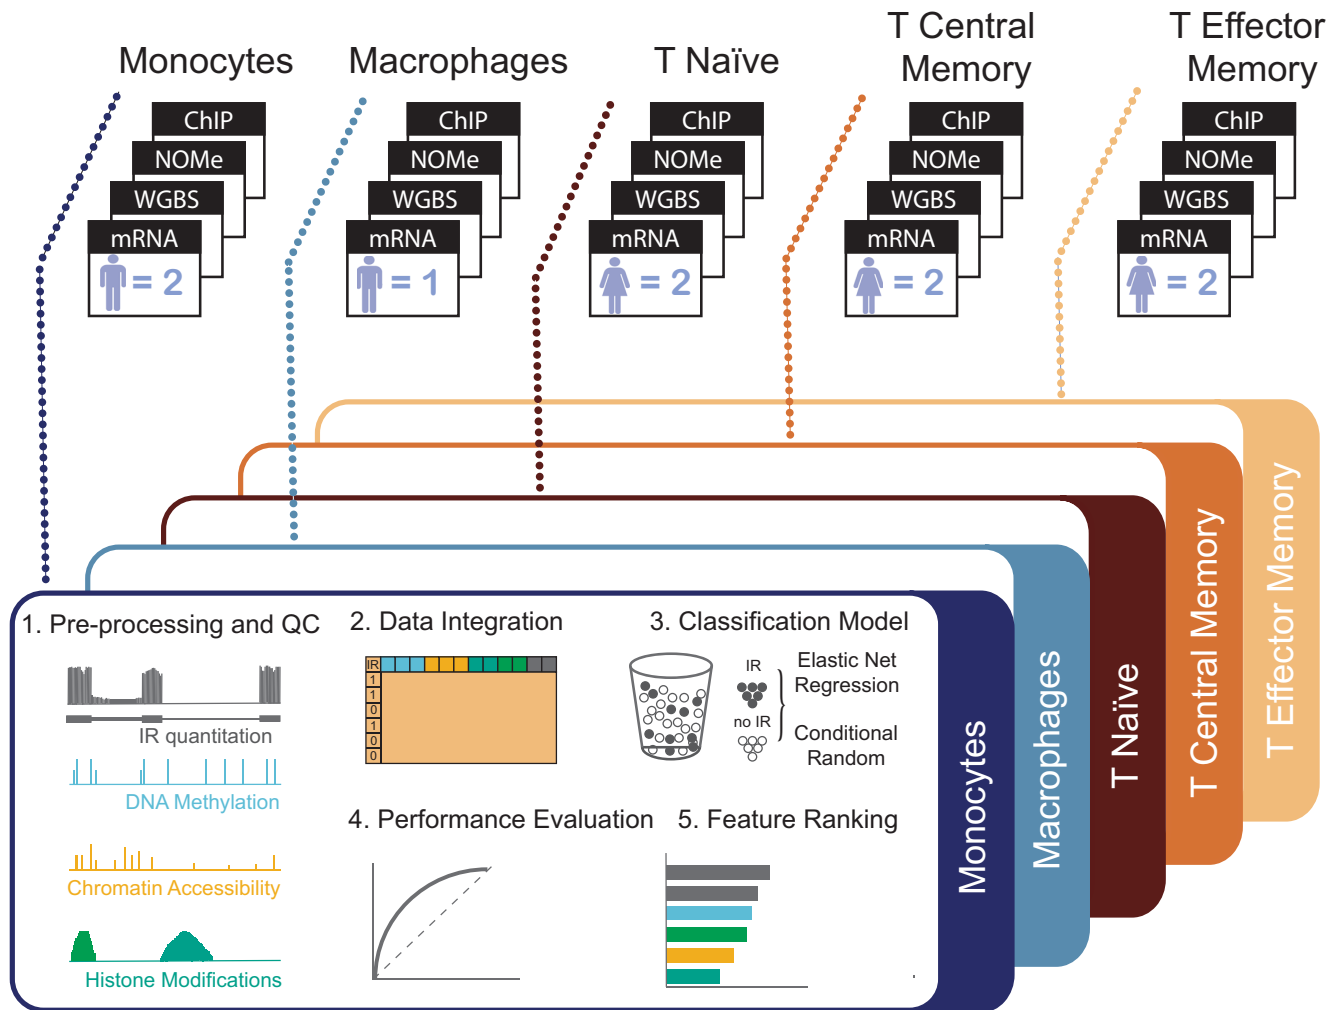 Monocytes
Macrophages
T Naïve
T Central
Memory
T Effector
Memory
ChIP
NOMe
WGBS
mRNA
= 2
ChIP
NOMe
WGBS
mRNA
= 1
ChIP
NOMe
WGBS
mRNA
= 2
ChIP
NOMe
WGBS
mRNA
= 2
ChIP
NOMe
WGBS
mRNA
= 2
1. Pre-processing and QC
IR quantitation
DNA Methylation
Chromatin Accessibility
Histone Modifications
2. Data Integration
IR
1
1
0
1
0
0
3. Classification Model
IR
no IR
Elastic Net
Regression
Conditional
Random
4. Performance Evaluation
5. Feature Ranking
Monocytes
Macrophages
T Naïve
T Central Memory
T Effector Memory